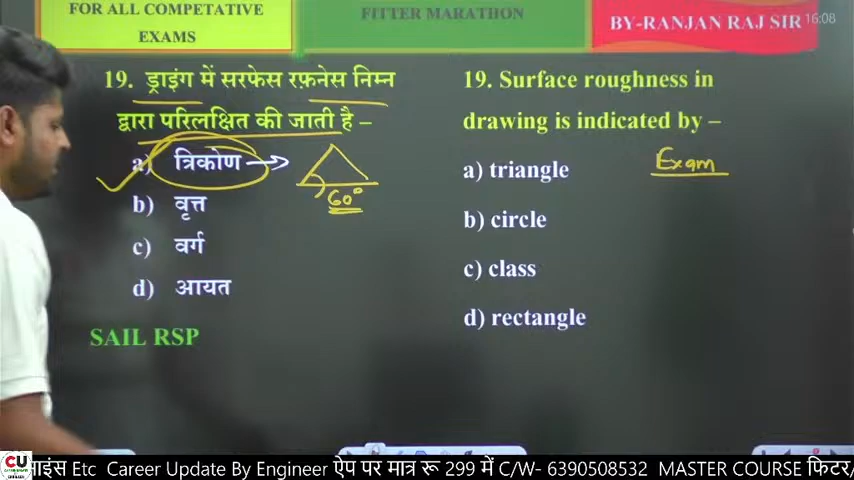 FOR ALL COMPETATIVE
EXAMS
FITTER MARATHON
BY-RANJAN RAJ SIR
16:08
19. ड्राइंग में सरफेस रफ़नेस निम्न
द्वारा परिलक्षित की जाती है –
a) त्रिकोण
60°
b) वृत्त
c) वर्ग
d) आयत
SAIL RSP
19. Surface roughness in
drawing is indicated by –
Exam
a) triangle
b) circle
c) class
d) rectangle
CU
लाइंस Etc Career Update By Engineer ऐप पर मात्र रू 299 में C/W- 6390508532 MASTER COURSE फिटर/